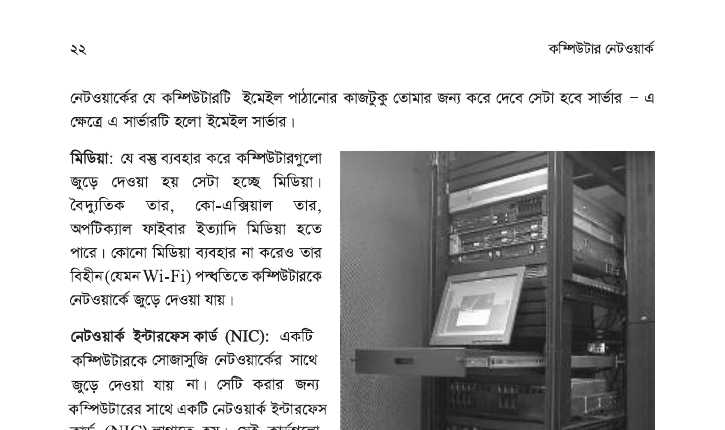 ২২ কম্পিউটার নেটওয়ার্ক
নেটওয়ার্কের যে কম্পিউটারটি ইমেইল পাঠানোর কাজটুকু তোমার জন্য করে দেবে সেটা হবে সার্ভার – এ
ক্ষেত্রে এ সার্ভারটি হলো ইমেইল সার্ভার।
মিডিয়া: যে বস্তু ব্যবহার করে কম্পিউটারগুলো
জুড়ে দেওয়া হয় সেটা হচ্ছে মিডিয়া।
বৈদ্যুতিক তার, কো-এক্সিয়াল তার,
অপটিক্যাল ফাইবার ইত্যাদি মিডিয়া হতে
পারে। কোনো মিডিয়া ব্যবহার না করেও তার
বিহীন(যেমন Wi-Fi) পদ্ধতিতে কম্পিউটারকে
নেটওয়ার্কে জুড়ে দেওয়া যায়।
নেটওয়ার্ক ইন্টারফেস কার্ড (NIC): একটি
কম্পিউটারকে সোজাসুজি নেটওয়ার্কের সাথে
জুড়ে দেওয়া যায় না। সেটি করার জন্য
কম্পিউটারের সাথে একটি নেটওয়ার্ক ইন্টারফেস
কার্ড (NIC) লাগাতে হয়। সেই কার্ডগুলো